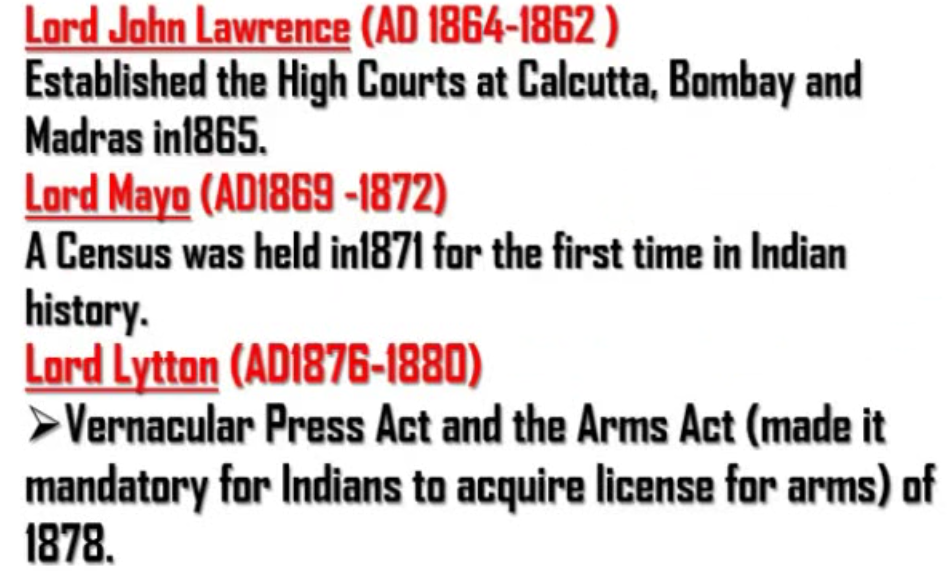 Lord John Lawrence (AD 1864-1862 )
Established the High Courts at Calcutta, Bombay and
Madras in1865.
Lord Mayo (AD1869 -1872)
A Census was held in1871 for the first time in Indian
history.
Lord Lytton (AD1876-1880)
➢Vernacular Press Act and the Arms Act (made it
mandatory for Indians to acquire license for arms) of
1878.